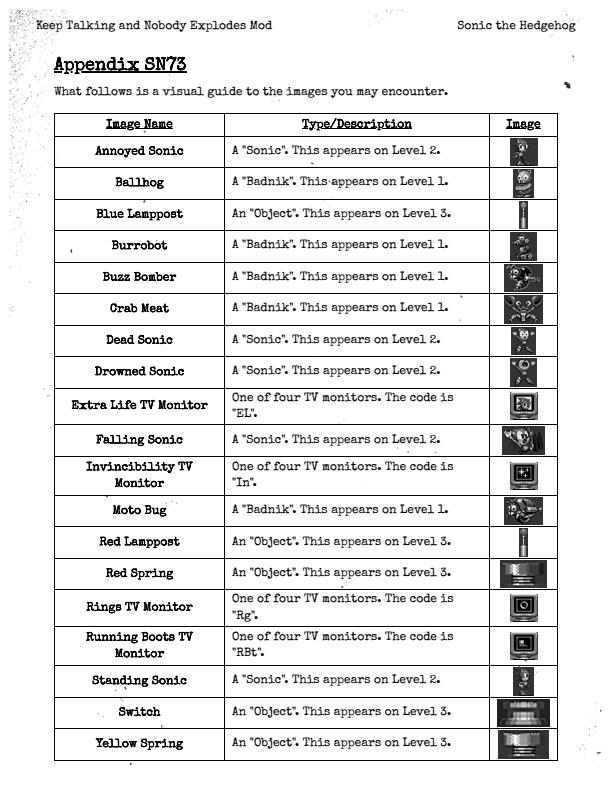 Keep Talking and Nobody Explodes Mod Sonic the Hedgehog
Appendix SN73
What follows is a visual guide to the images you may encounter.
Image Name Type/Description Image
Annoyed Sonic A "Sonic". This appears on Level 2.
Ballhog A "Badnik". This appears on Level 1.
Blue Lamppost An "Object". This appears on Level 3.
Burrobot A "Badnik". This appears on Level 1.
Buzz Bomber A "Badnik". This appears on Level 1.
Crab Meat A "Badnik". This appears on Level 1.
Dead Sonic A "Sonic". This appears on Level 2.
Drowned Sonic A "Sonic". This appears on Level 2.
Extra Life TV Monitor One of four TV monitors. The code is
"EL".
Falling Sonic A "Sonic". This appears on Level 2.
Invincibility TV One of four TV monitors. The code is
Monitor "In".
Moto Bug A "Badnik". This appears on Level 1.
Red Lamppost An "Object". This appears on Level 3.
Red Spring An "Object". This appears on Level 3.
Rings TV Monitor One of four TV monitors. The code is
"Rg".
Running Boots TV One of four TV monitors. The code is
Monitor "RBt".
Standing Sonic A "Sonic". This appears on Level 2.
Switch An "Object". This appears on Level 3.
Yellow Spring An "Object". This appears on Level 3.